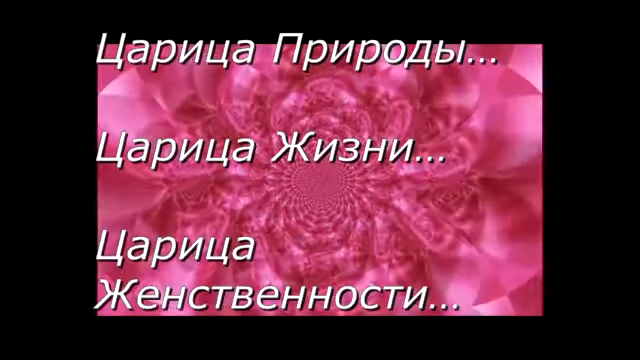 Царица Природы...
Царица Жизни...
Царица
Женственности...